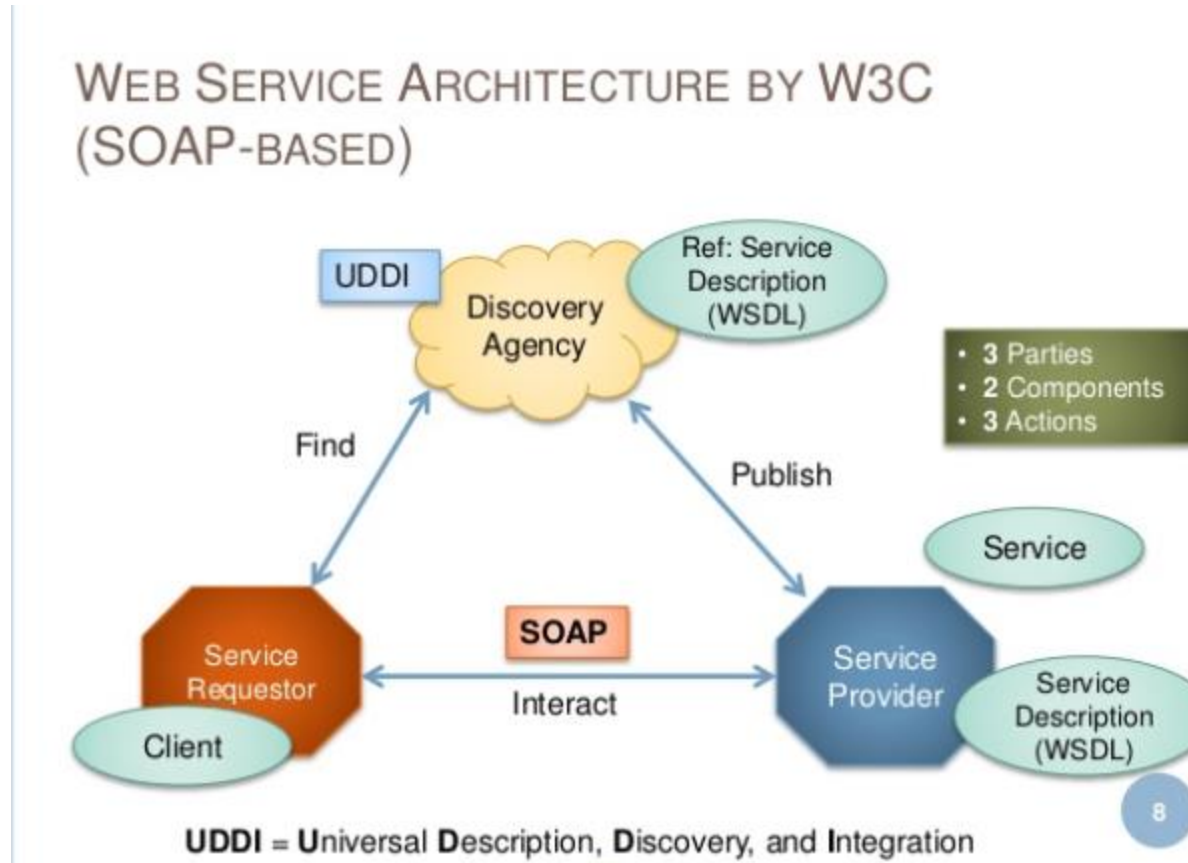 WEB SERVICE ARCHITECTURE BY W3C
(SOAP-BASED)
UDDI
Discovery
Agency
Ref: Service
Description
(WSDL)
• 3 Parties
• 2 Components
• 3 Actions
Find
Publish
Service
Service
Requestor
Client
SOAP
Interact
Service
Provider
Service
Description
(WSDL)
8
UDDI = Universal Description, Discovery, and Integration